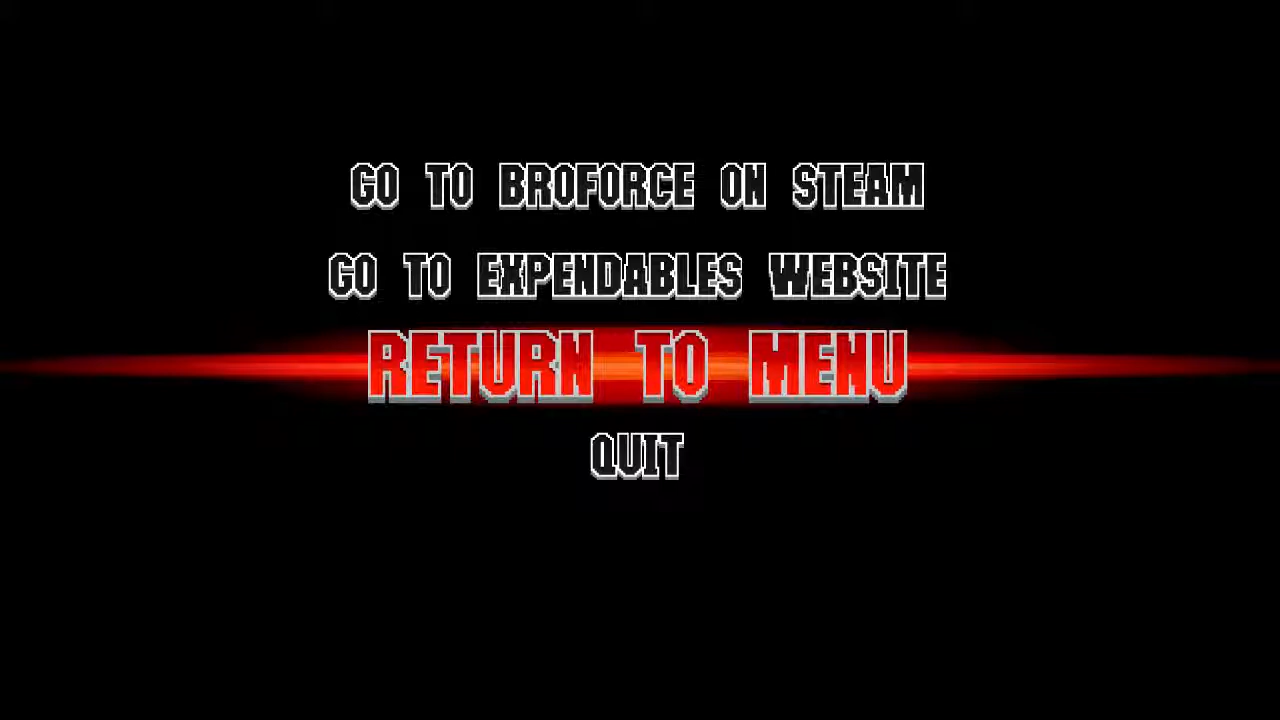 GO TO BROFORCE ON STEAM
GO TO EXPENDABLES WEBSITE
RETURN TO MENU
QUIT